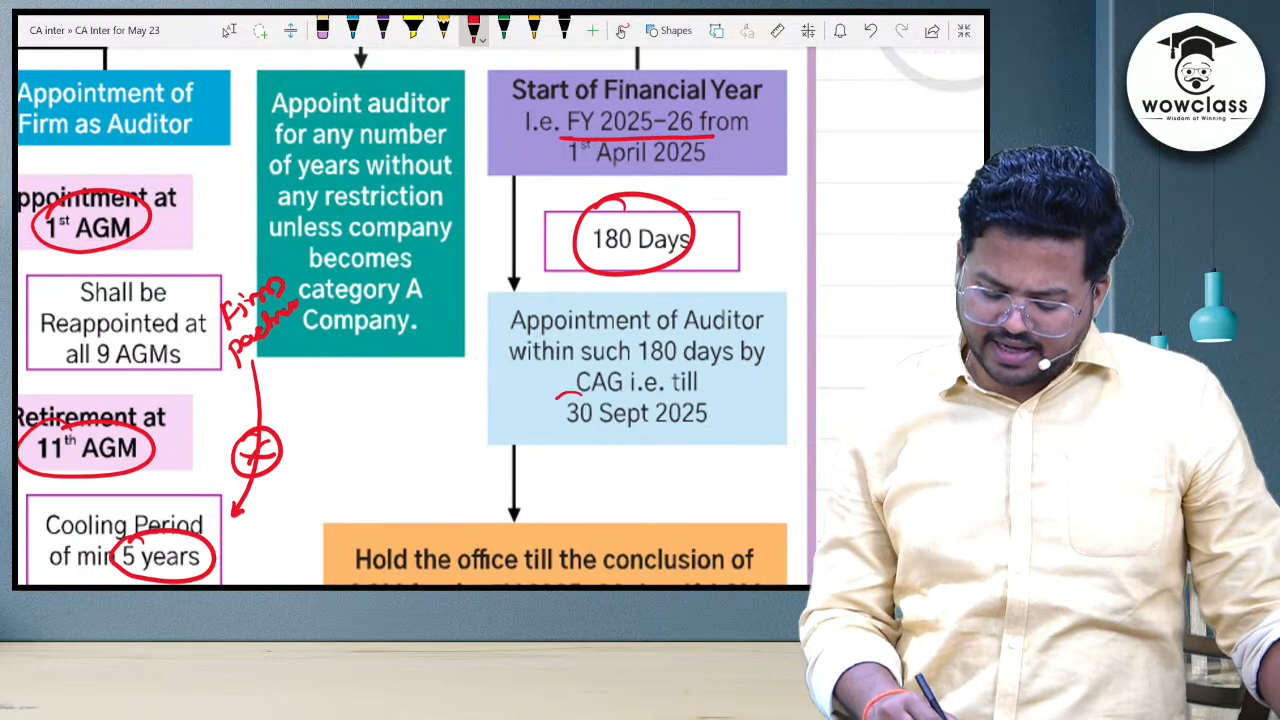 CA inter » CA Inter for May 23
Shapes
wowclass
Wisdom of Winning
Appointment of
Firm as Auditor
ppointment at
1st AGM
Shall be
Reappointed at
all 9 AGMs
Retirement at
11th AGM
Cooling Period
of min 5 years
Firm
Appoint auditor
for any number
of years without
any restriction
unless company
becomes
category A
Company.
Start of Financial Year
I.e. FY 2025-26 from
1st April 2025
180 Days
Appointment of Auditor
within such 180 days by
CAG i.e. till
30 Sept 2025
Hold the office till the conclusion of